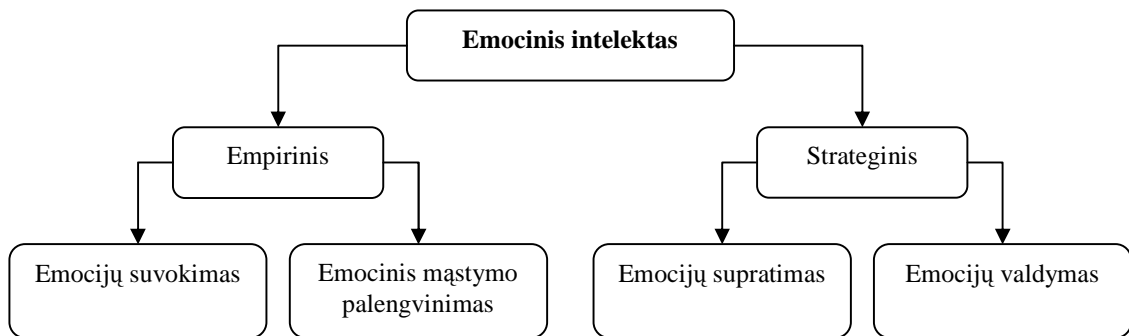 Emocinis intelektas
Empirinis
Strateginis
Emocijų suvokimas
Emocinis mąstymo
palengvinimas
Emocijų supratimas
Emocijų valdymas